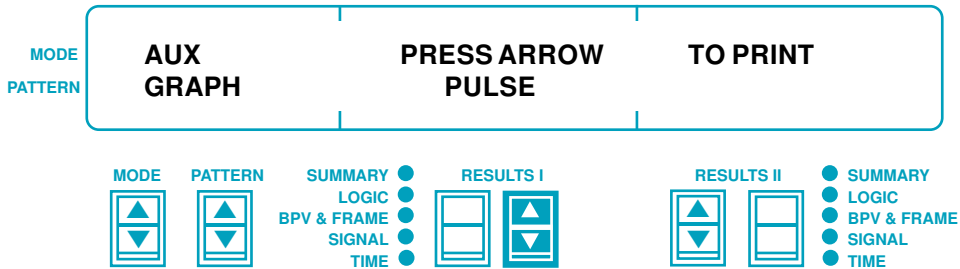 MODE AUX PRESS ARROW TO PRINT
PATTERN GRAPH PULSE
MODE PATTERN SUMMARY RESULTS I RESULTS II SUMMARY
LOGIC LOGIC
BPV & FRAME BPV & FRAME
SIGNAL SIGNAL
TIME TIME